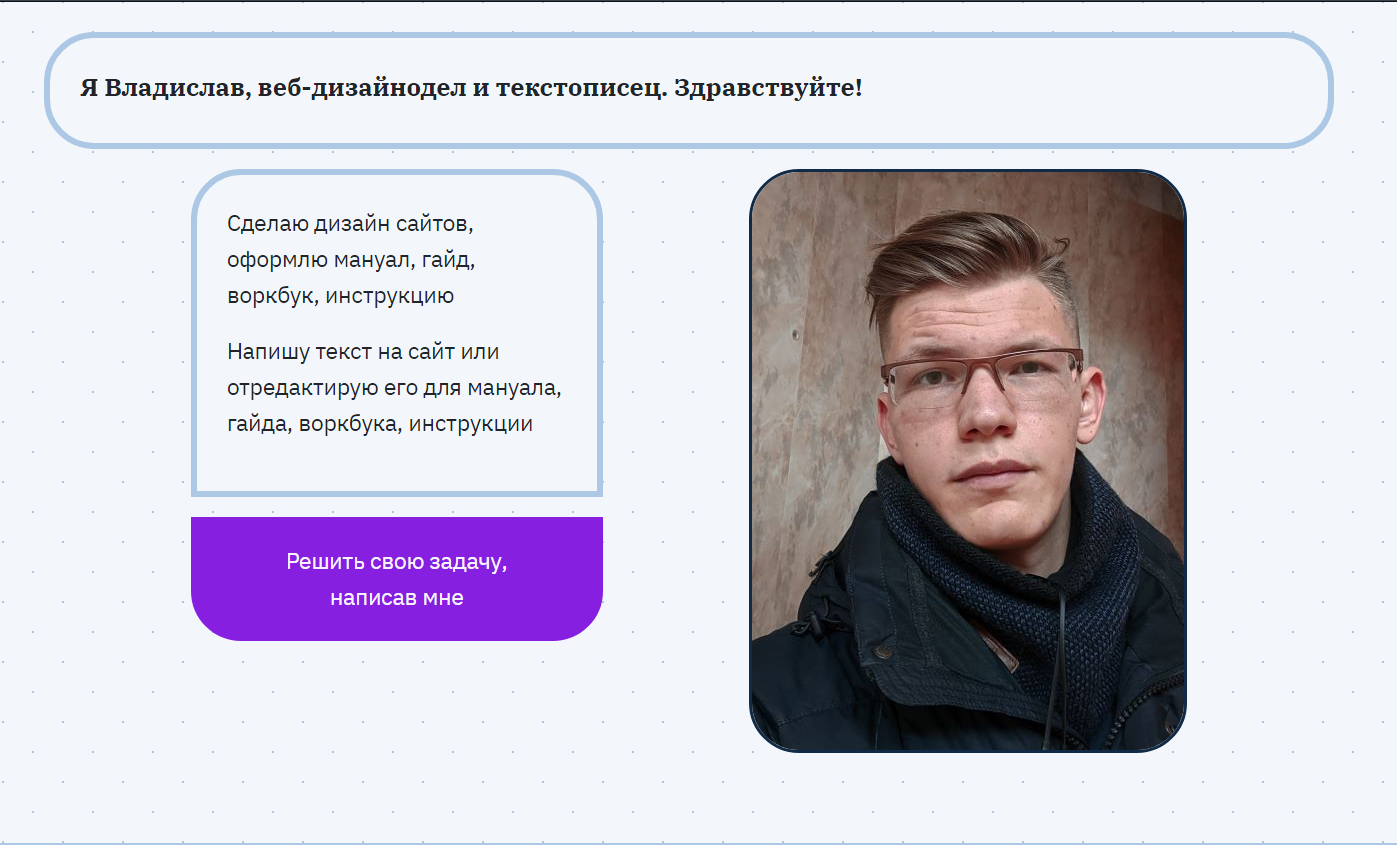 Я Владислав, веб-дизайнодел и текстописец. Здравствуйте!
Сделаю дизайн сайтов,
оформлю мануал, гайд,
воркбук, инструкцию
Напишу текст на сайт или
отредактирую его для мануала,
гайда, воркбука, инструкции
Решить свою задачу,
написав мне